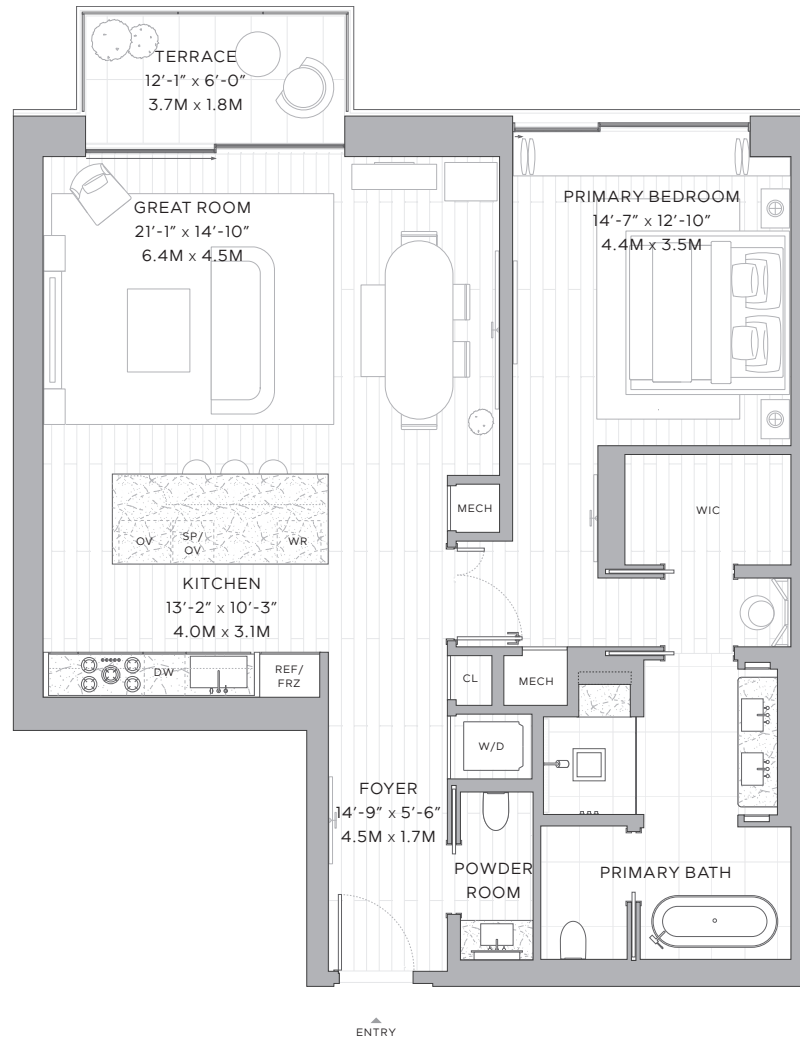 TERRACE
12’-1” x 6’-0”
3.7M x 1.8M
GREAT ROOM
21’-1” x 14’-10”
6.4M x 4.5M
PRIMARY BEDROOM
14’-7” x 12’-10”
4.4M x 3.5M
MECH
WIC
OV
SP/
OV
WR
KITCHEN
13’-2” x 10’-3”
4.0M x 3.1M
DW
REF/
FRZ
CL
MECH
W/D
FOYER
14’-9” x 5’-6”
4.5M x 1.7M
POWDER
ROOM
PRIMARY BATH
ENTRY